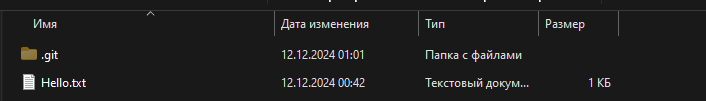 Имя Дата изменения Тип Размер
.git 12.12.2024 01:01 Папка с файлами
Hello.txt 12.12.2024 00:42 Текстовый докум... 1 КБ